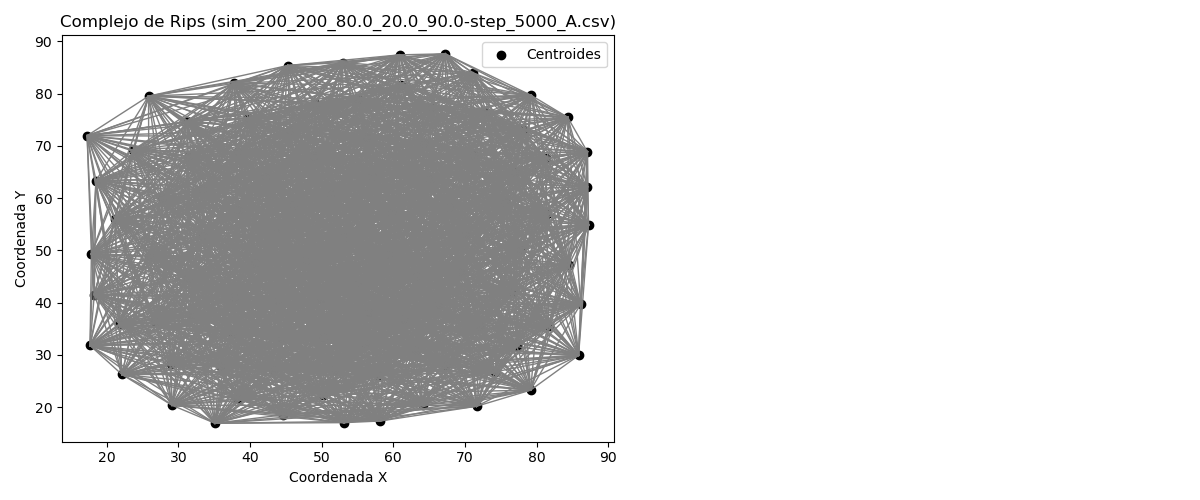 Complejo de Rips (sim_200_200_80.0_20.0_90.0-step_5000_A.csv)
Centroides
90
80
70
60
50
40
30
20
Coordenada Y
20 30 40 50 60 70 80 90
Coordenada X